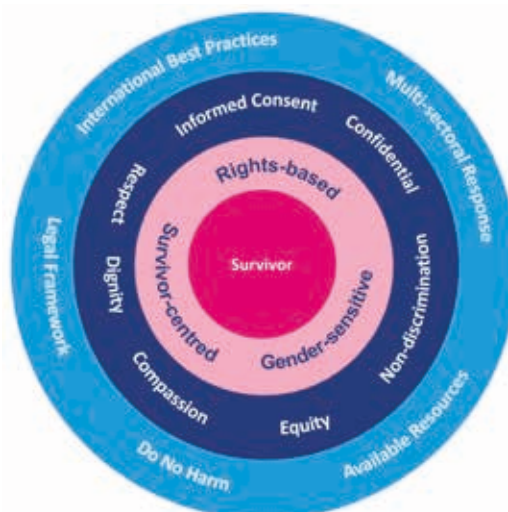 International Best Practices
Multi-sectoral Response
Available Resources
Do No Harm
Legal Framework
Informed Consent
Confidential
Non-discrimination
Equity
Compassion
Dignity
Respect
Rights-based
Gender-sensitive
Survivor-centred
Survivor